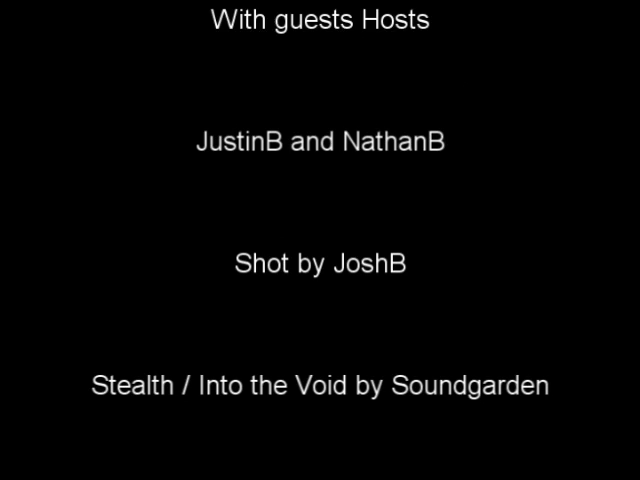 With guests Hosts
JustinB and NathanB
Shot by JoshB
Stealth / Into the Void by Soundgarden